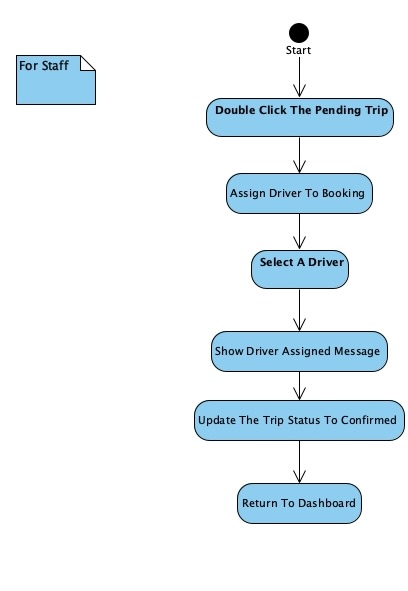 For Staff
Start
Double Click The Pending Trip
Assign Driver To Booking
Select A Driver
Show Driver Assigned Message
Update The Trip Status To Confirmed
Return To Dashboard